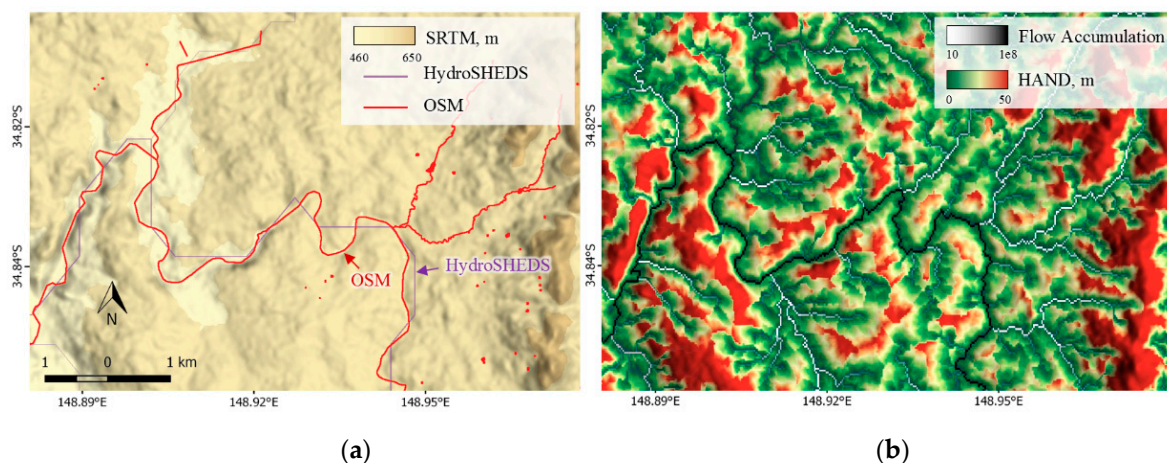 SRTM, m
460
650
HydroSHEDS
OSM
34.82°S
34.84°S
OSM
HydroSHEDS
N
1 0 1 km
148.89°E 148.92°E 148.95°E
(a)
Flow Accumulation
10 1e8
HAND, m
0 50
34.82°S
34.84°S
148.89°E 148.92°E 148.95°E
(b)